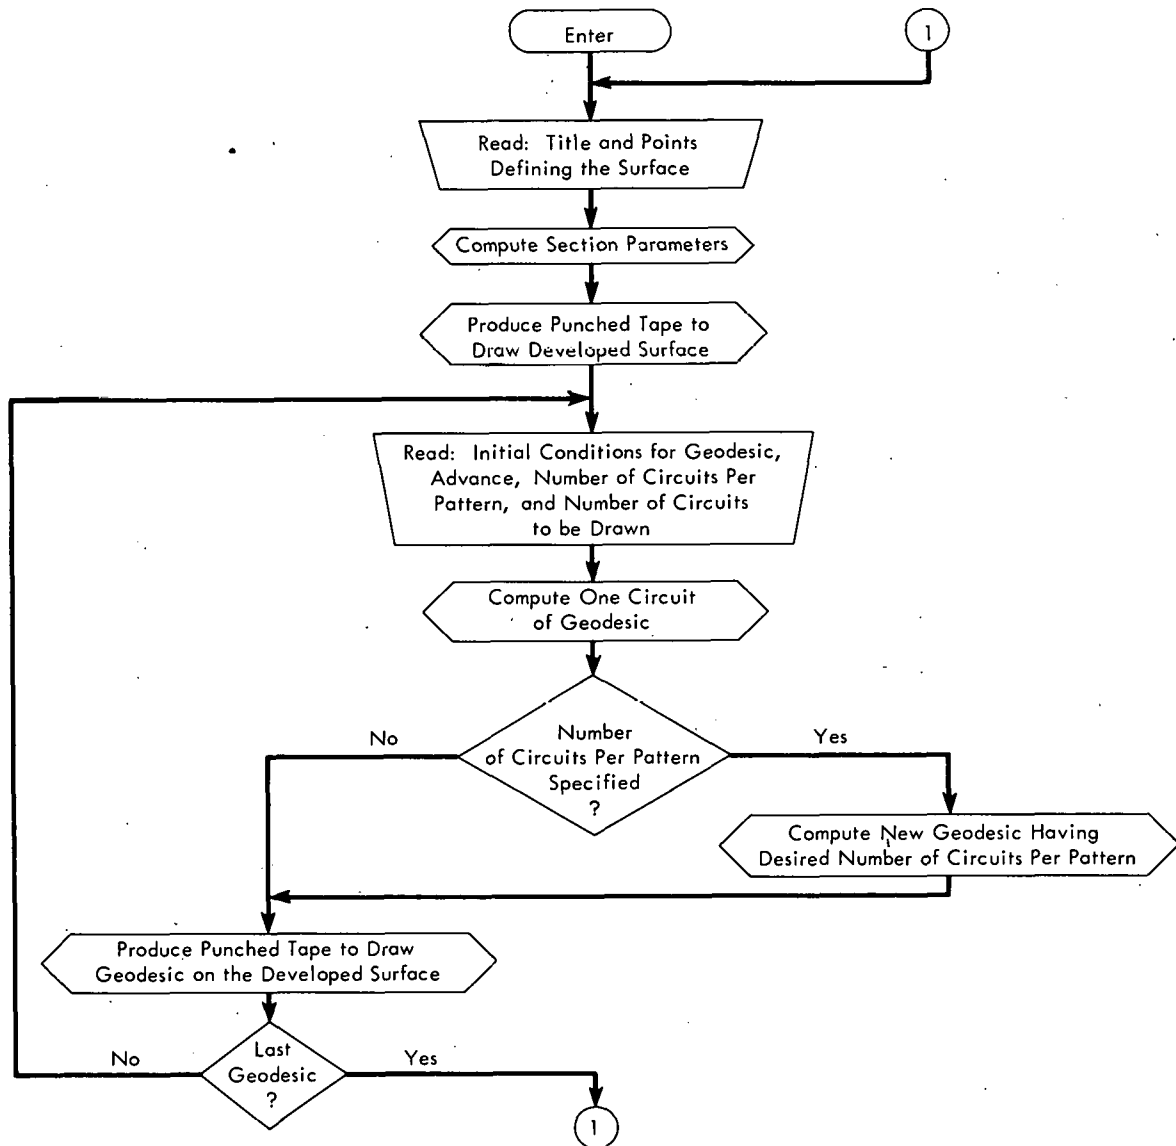 Enter
1
Read: Title and Points
Defining the Surface
Compute Section Parameters
Produce Punched Tape to
Draw Developed Surface
Read: Initial Conditions for Geodesic,
Advance, Number of Circuits Per
Pattern, and Number of Circuits
to be Drawn
Compute One Circuit
of Geodesic
Number
of Circuits Per Pattern
Specified
?
No
Yes
Compute New Geodesic Having
Desired Number of Circuits Per Pattern
Produce Punched Tape to Draw
Geodesic on the Developed Surface
Last
Geodesic
?
No
Yes
1